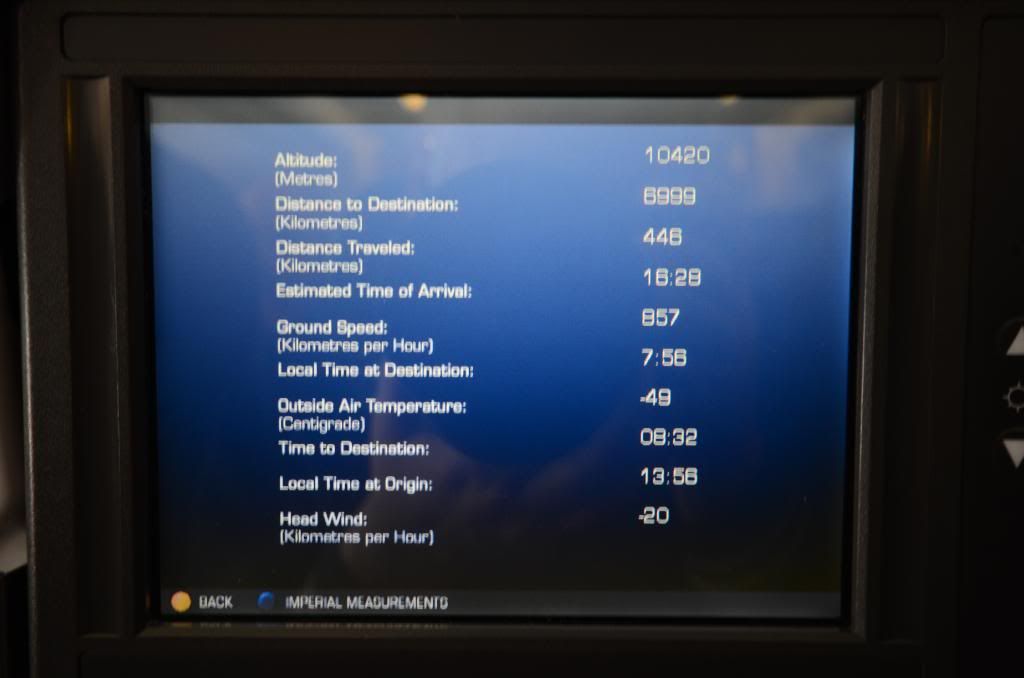 Altitude: 10420
(Metres)
Distance to Destination: 6999
(Kilometres)
Distance Traveled: 446
(Kilometres)
Estimated Time of Arrival: 16:28
Ground Speed: 857
(Kilometres per Hour)
Local Time at Destination: 7:56
Outside Air Temperature: -49
(Centigrade)
Time to Destination: 08:32
Local Time at Origin: 13:56
Head Wind: -20
(Kilometres per Hour)
BACK IMPERIAL MEASUREMENTS